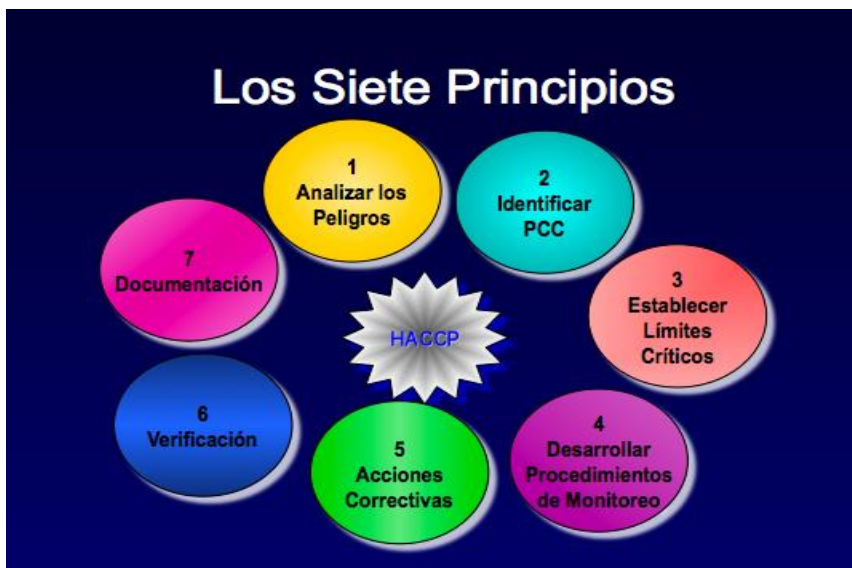 Los Siete Principios
1
Analizar los
Peligros
2
Identificar
PCC
3
Establecer
Límites
Críticos
4
Desarrollar
Procedimientos
de Monitoreo
5
Acciones
Correctivas
6
Verificación
7
Documentación
HACCP